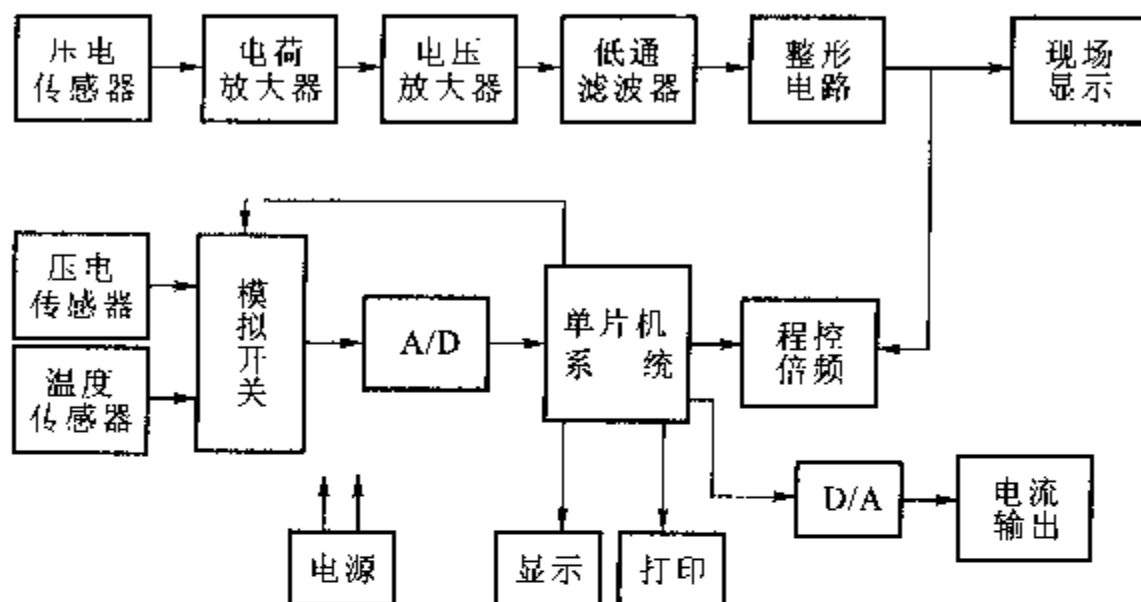 压电
传感器
电荷
放大器
电压
放大器
低通
滤波器
整形
电路
现场
显示
压电
传感器
温度
传感器
模
拟
开
关
A/D
单片机
系 统
程控
倍频
D/A
电流
输出
电源
显示
打印